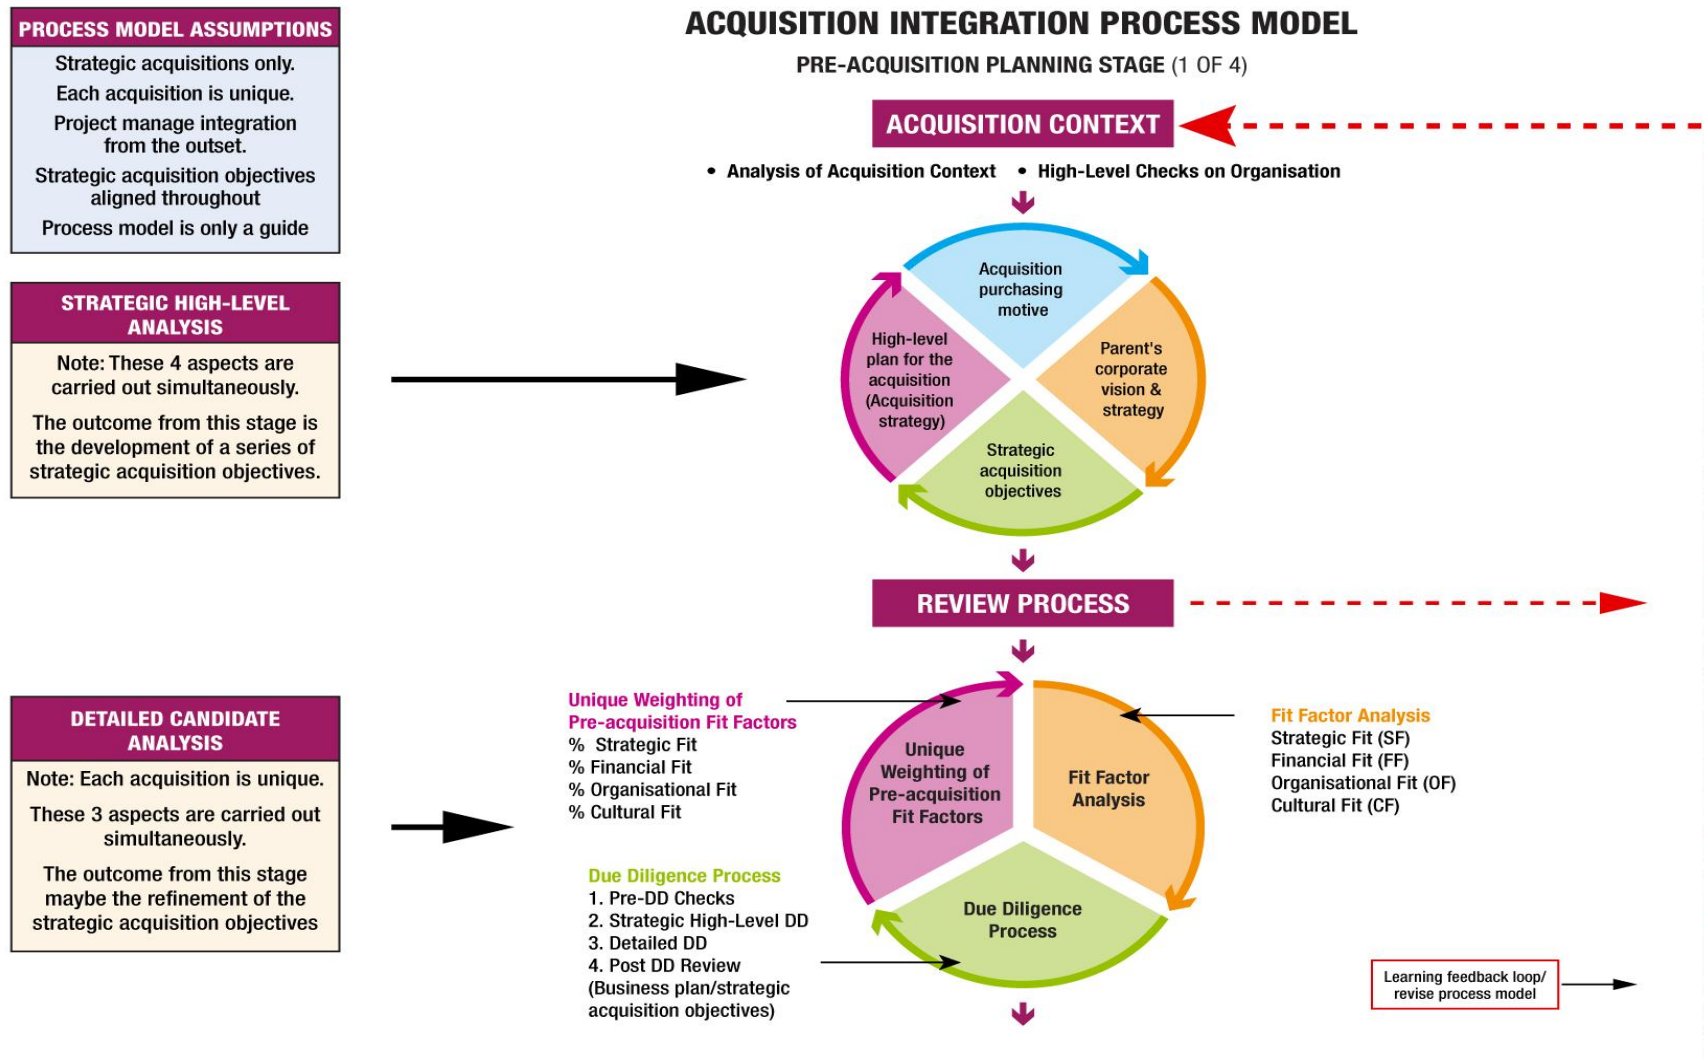 ACQUISITION INTEGRATION PROCESS MODEL
PRE-ACQUISITION PLANNING STAGE (1 OF 4)
PROCESS MODEL ASSUMPTIONS
Strategic acquisitions only.
Each acquisition is unique.
Project manage integration
from the outset.
Strategic acquisition objectives
aligned throughout
Process model is only a guide
ACQUISITION CONTEXT
• Analysis of Acquisition Context • High-Level Checks on Organisation
STRATEGIC HIGH-LEVEL
ANALYSIS
Note: These 4 aspects are
carried out simultaneously.
The outcome from this stage is
the development of a series of
strategic acquisition objectives.
Acquisition
purchasing
motive
Parent's
corporate
vision &
strategy
Strategic
acquisition
objectives
High-level
plan for the
acquisition
(Acquisition
strategy)
REVIEW PROCESS
DETAILED CANDIDATE
ANALYSIS
Note: Each acquisition is unique.
These 3 aspects are carried out
simultaneously.
The outcome from this stage
maybe the refinement of the
strategic acquisition objectives
Unique Weighting of
Pre-acquisition Fit Factors
% Strategic Fit
% Financial Fit
% Organisational Fit
% Cultural Fit
Due Diligence Process
1. Pre-DD Checks
2. Strategic High-Level DD
3. Detailed DD
4. Post DD Review
(Business plan/strategic
acquisition objectives)
Unique
Weighting of
Pre-acquisition
Fit Factors
Fit Factor
Analysis
Due Diligence
Process
Fit Factor Analysis
Strategic Fit (SF)
Financial Fit (FF)
Organisational Fit (OF)
Cultural Fit (CF)
Learning feedback loop/
revise process model